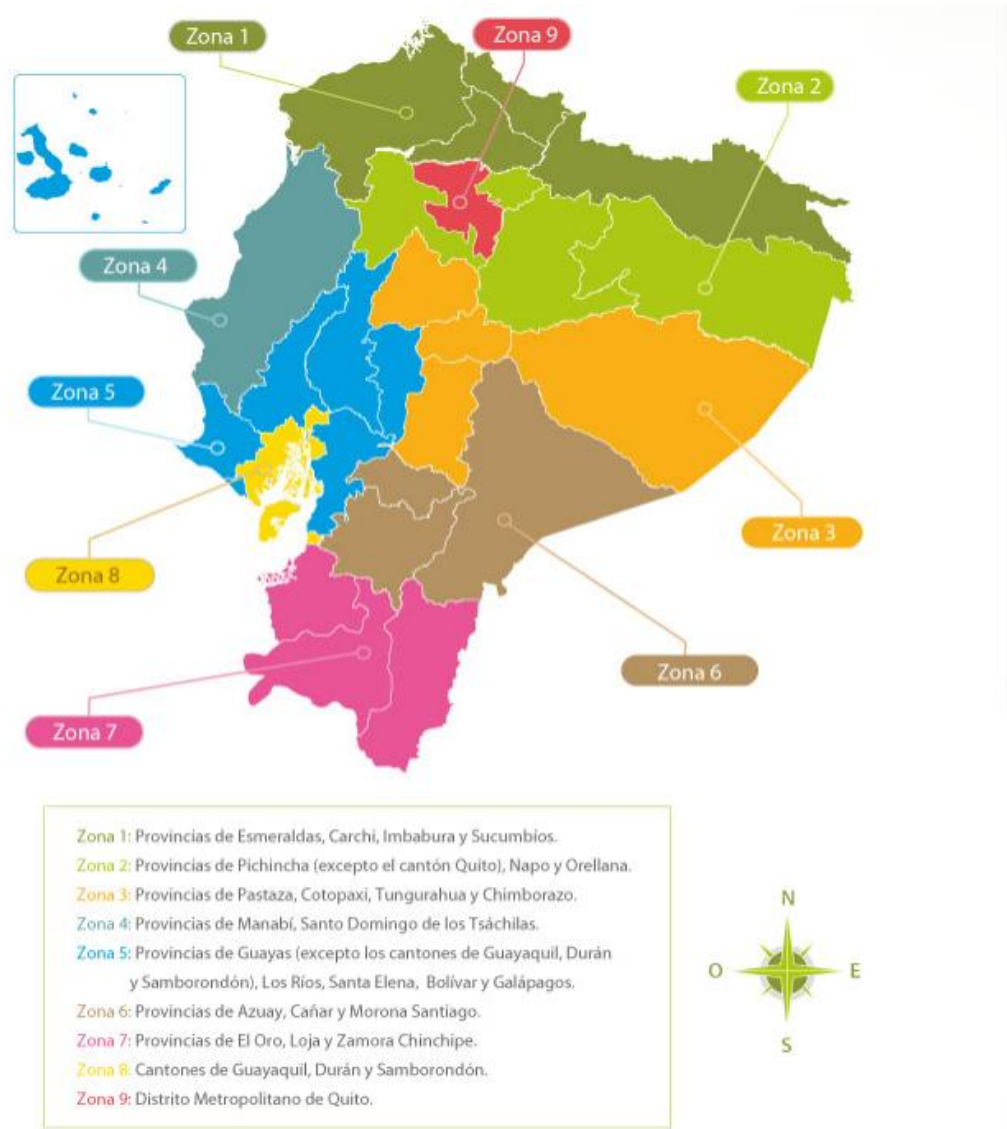 Zona 1
Zona 9
Zona 2
Zona 4
Zona 5
Zona 3
Zona 8
Zona 6
Zona 7
Zona 1: Provincias de Esmeraldas, Carchi, Imbabura y Sucumbios.
Zona 2: Provincias de Pichincha (excepto el cantón Quito), Napo y Orellana.
Zona 3: Provincias de Pastaza, Cotopaxi, Tungurahua y Chimborazo.
Zona 4: Provincias de Manabí, Santo Domingo de los Tsáchilas.
Zona 5: Provincias de Guayas (excepto los cantones de Guayaquil, Durán
y Samborondón), Los Ríos, Santa Elena, Bolívar y Galápagos.
Zona 6: Provincias de Azuay, Cañar y Morona Santiago.
Zona 7: Provincias de El Oro, Loja y Zamora Chinchipe.
Zona 8: Cantones de Guayaquil, Durán y Samborondón.
Zona 9: Distrito Metropolitano de Quito.
N
O
E
S